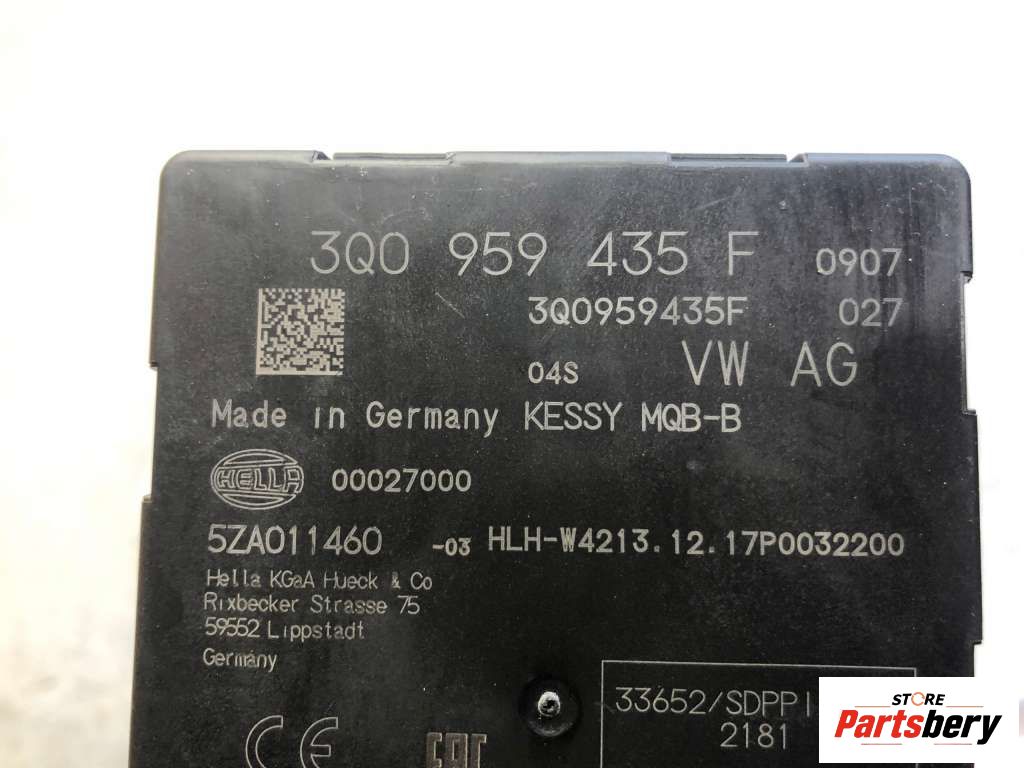 3Q0 959 435 F 0907
3Q0959435F 027
04S VW AG
Made in Germany KESSY MQB-B
HELLA 00027000
5ZA011460 -03 HLH-W4213.12.17P0032200
Hella KGaA Hueck & Co
Rixbecker Strasse 75
59552 Lippstadt
Germany
33652/SDPPI
2181
CE EAC
STORE
Partsbery